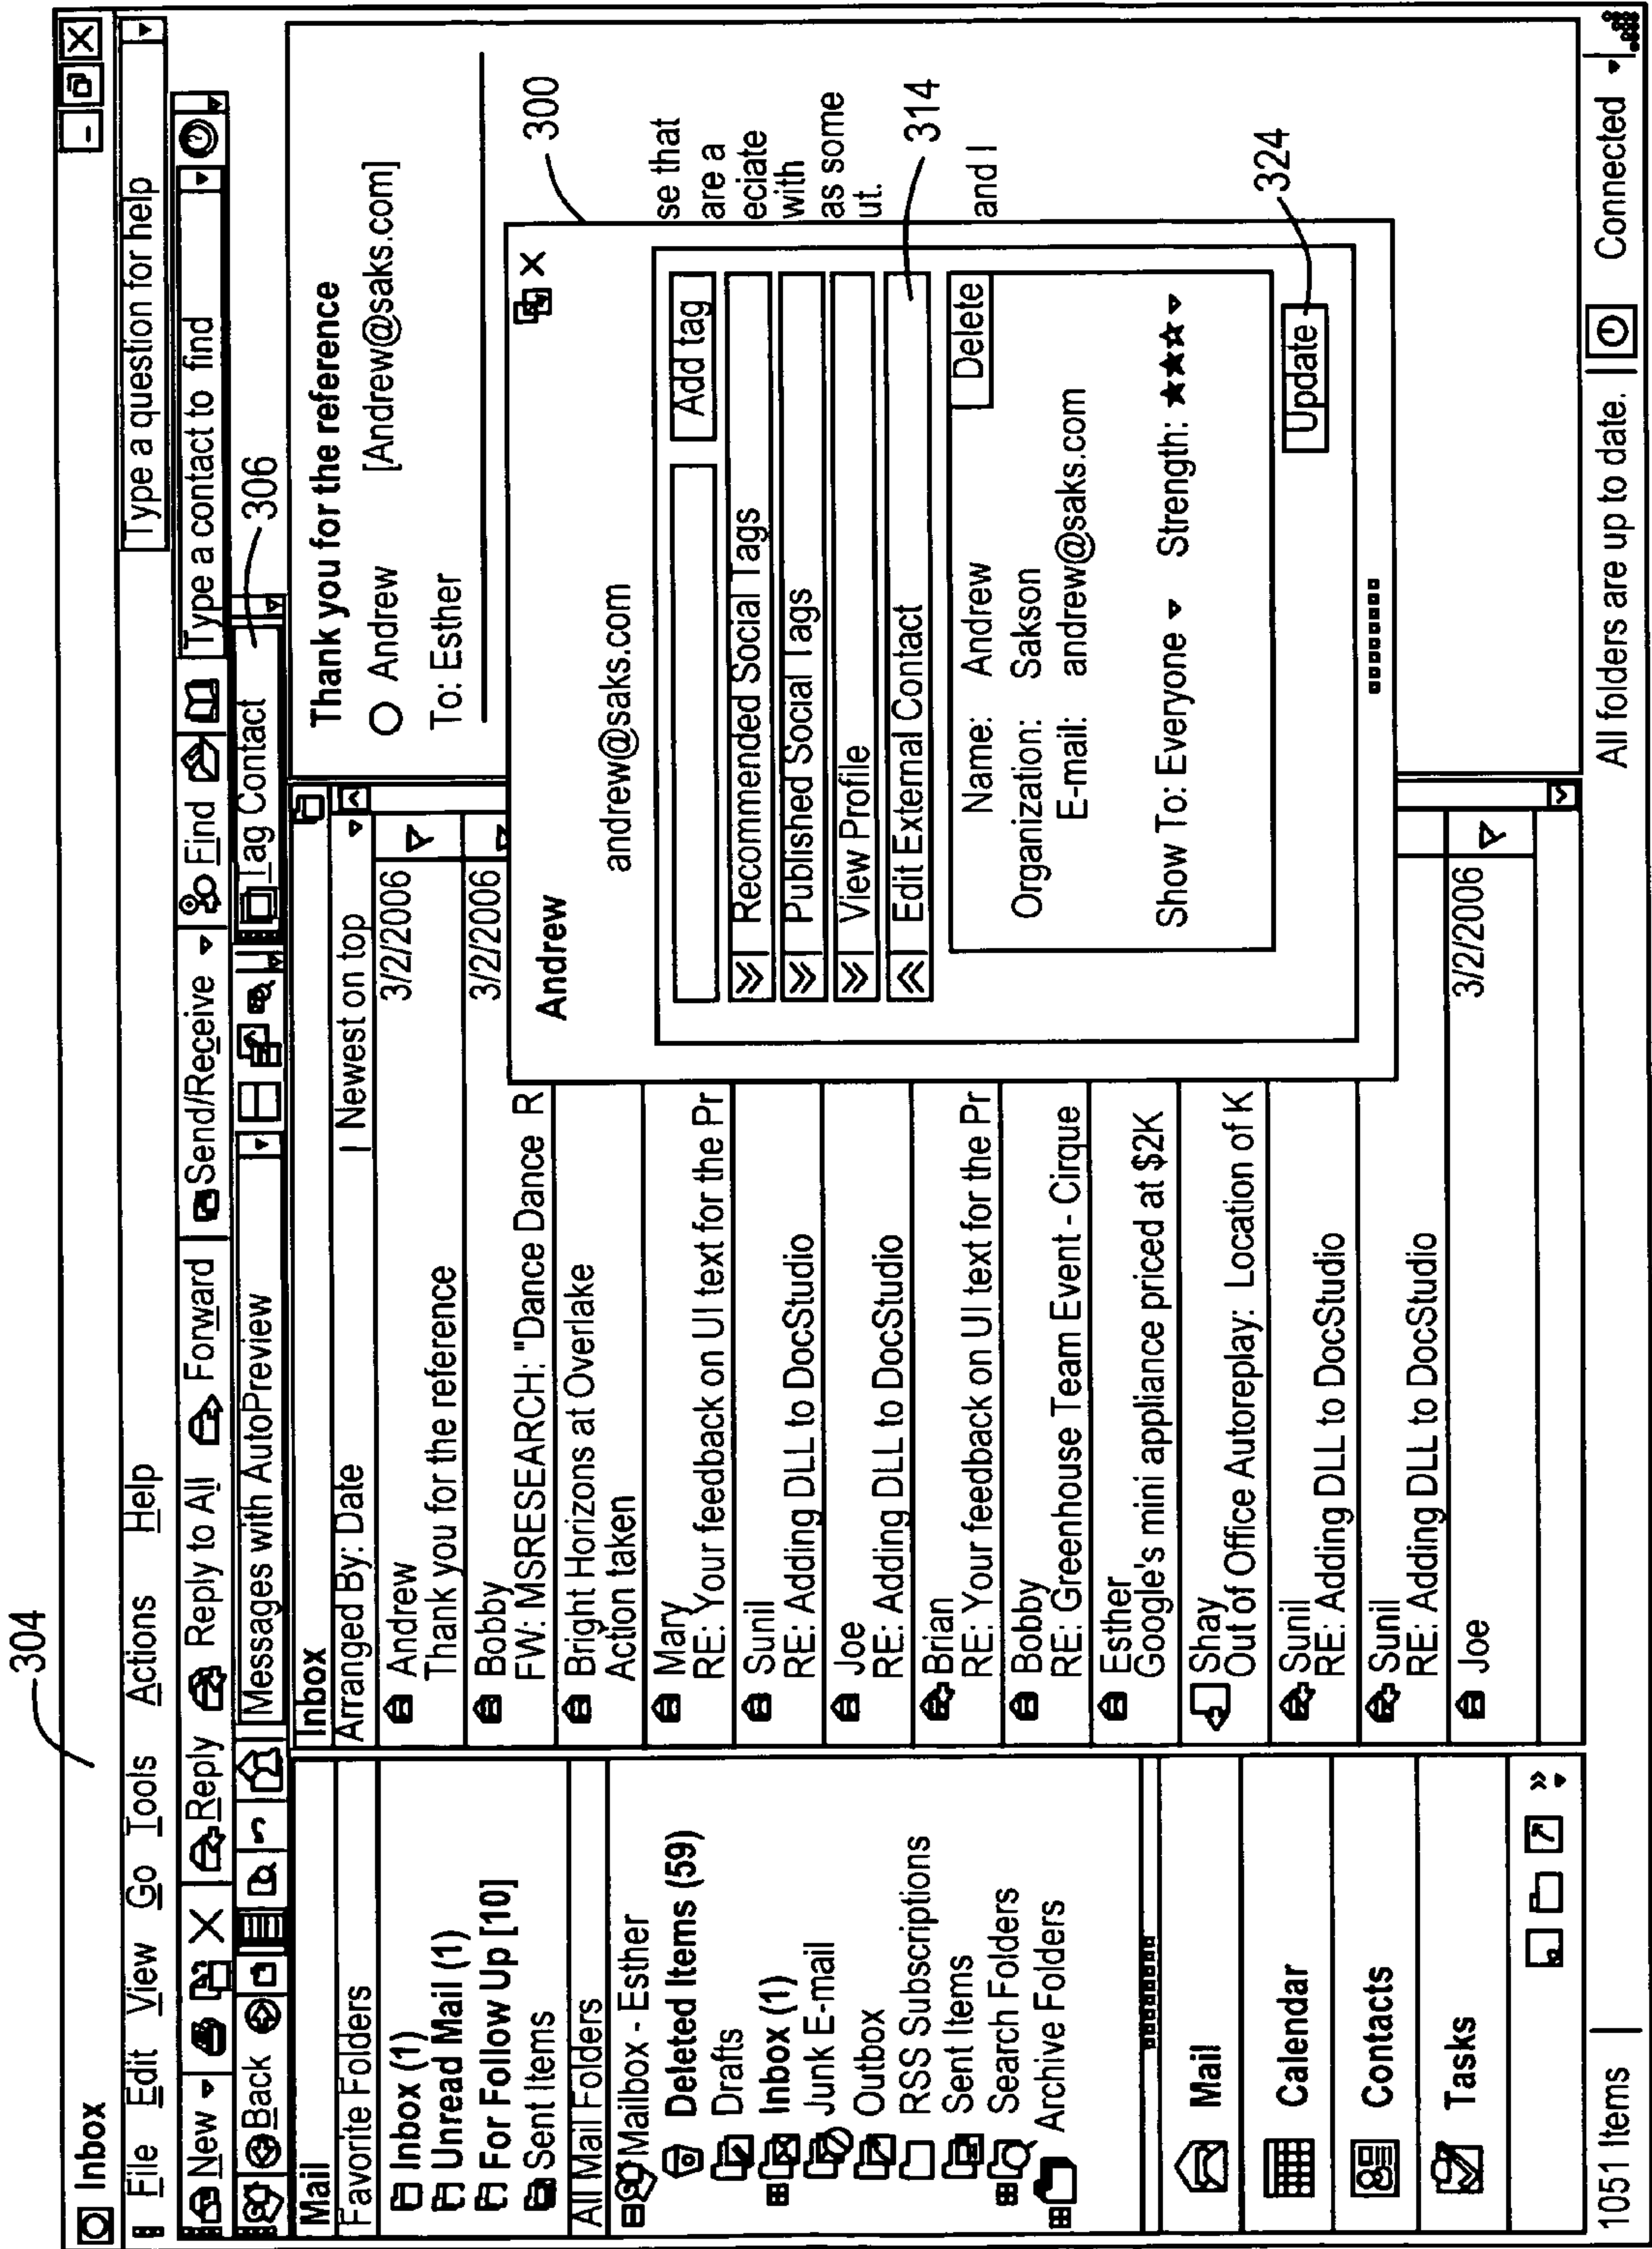 304
Inbox
File Edit View Go Tools Actions Help
Type a question for help
New Reply Reply to All Forward Send/Receive Find Type a contact to find
Back Messages with AutoPreview Tag Contact
306
Mail
Favorite Folders
Inbox (1)
Unread Mail (1)
For Follow Up [10]
Sent Items
All Mail Folders
Mailbox - Esther
Deleted Items (59)
Drafts
Inbox (1)
Junk E-mail
Outbox
RSS Subscriptions
Sent Items
Search Folders
Archive Folders
Mail
Calendar
Contacts
Tasks
Inbox
Arranged By: Date Newest on top
Andrew 3/2/2006
Thank you for the reference
Bobby 3/2/2006
FW: MSRESEARCH: "Dance Dance R
Bright Horizons at Overlake
Action taken
Mary
RE: Your feedback on UI text for the Pr
Sunil
RE: Adding DLL to DocStudio
Joe
RE: Adding DLL to DocStudio
Brian
RE: Your feedback on UI text for the Pr
Bobby
RE: Greenhouse Team Event - Cirque
Esther
Google's mini appliance priced at $2K
Shay
Out of Office Autoreplay: Location of K
Sunil
RE: Adding DLL to DocStudio
Sunil
RE: Adding DLL to DocStudio
Joe 3/2/2006
Thank you for the reference
Andrew [Andrew@saks.com]
To: Esther
300
Andrew
andrew@saks.com
Add tag
Recommended Social Tags
Published Social Tags
View Profile
Edit External Contact
314
Delete
Name: Andrew
Organization: Sakson
E-mail: andrew@saks.com
Show To: Everyone Strength: ★★★
Update
324
se that
are a
eciate
with
as some
ut.
and I
1051 Items All folders are up to date. Connected